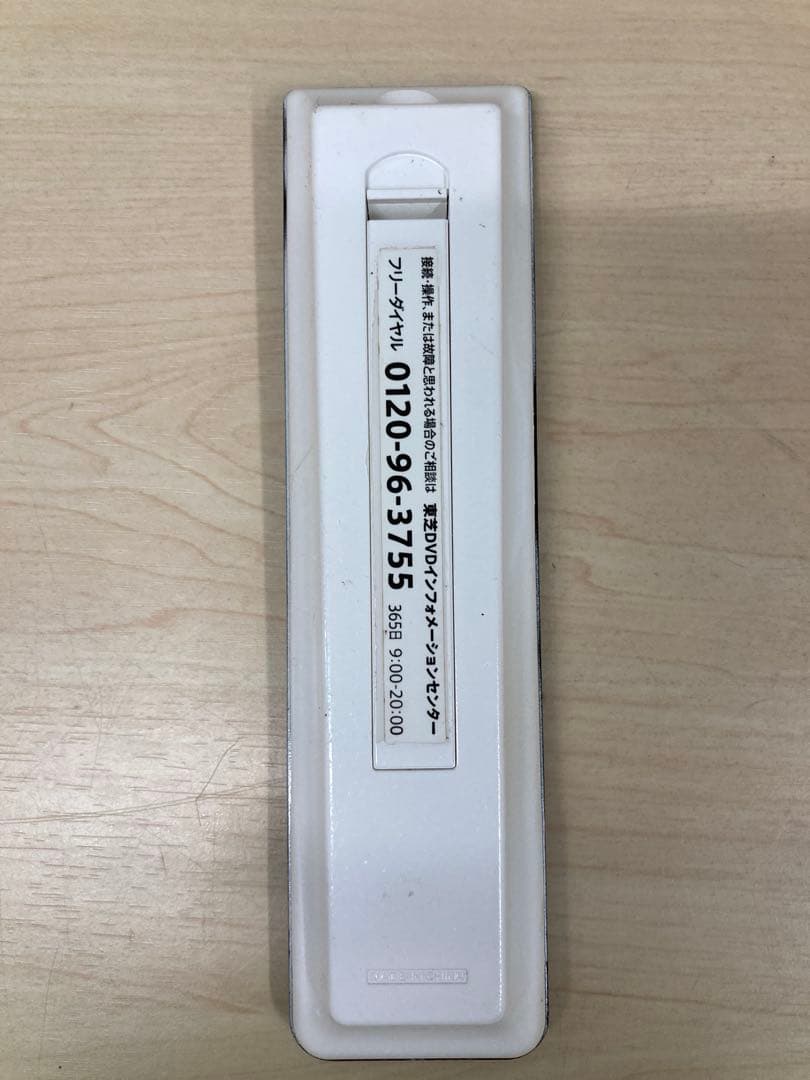 接続・操作、または故障と思われる場合のご相談は 東芝DVDインフォメーションセンター
フリーダイヤル 0120-96-3755 365日 9:00-20:00
MADE IN CHINA